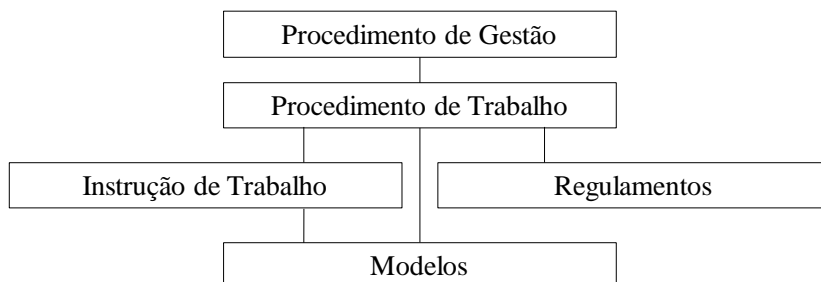 Procedimento de Gestão
Procedimento de Trabalho
Instrução de Trabalho
Regulamentos
Modelos